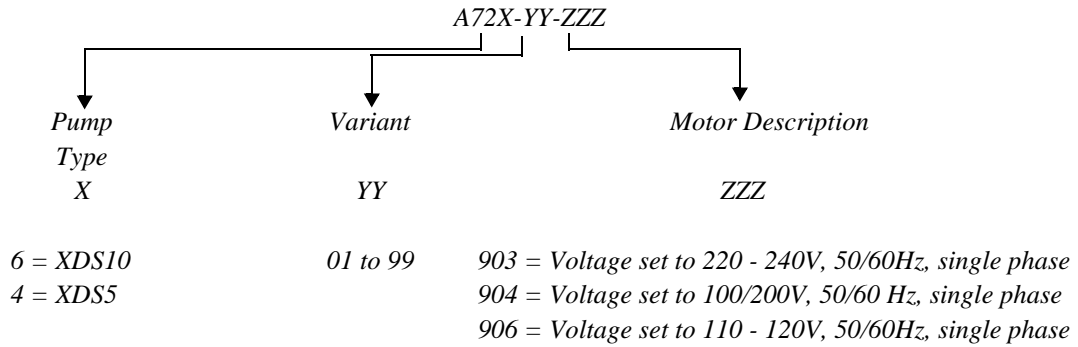 A72X-YY-ZZZ
Pump Variant Motor Description
Type
X YY ZZZ
6 = XDS10 01 to 99 903 = Voltage set to 220 - 240V, 50/60Hz, single phase
4 = XDS5 904 = Voltage set to 100/200V, 50/60 Hz, single phase
906 = Voltage set to 110 - 120V, 50/60Hz, single phase